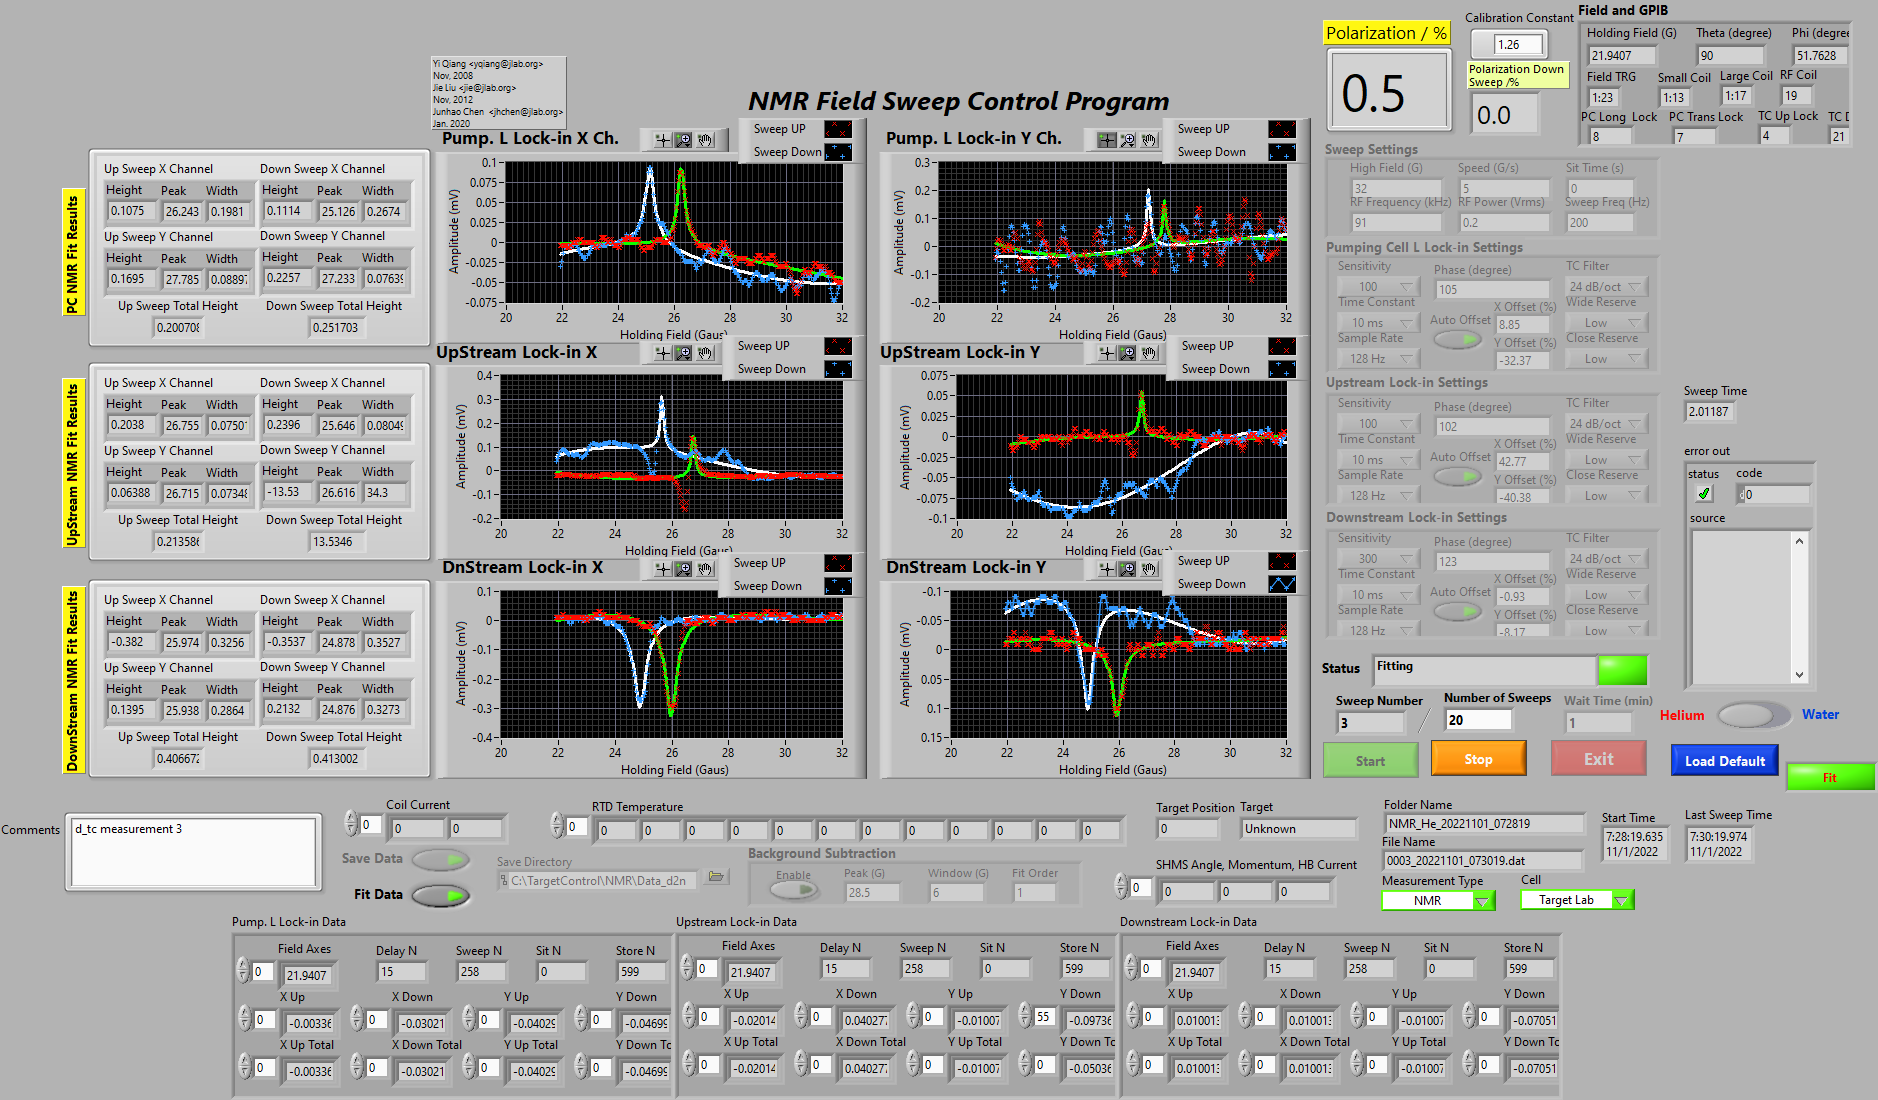 Yi Qiang <yqiang@jlab.org>
Nov, 2008
Jie Liu <jie@jlab.org>
Nov, 2012
Junhao Chen <jhchen@jlab.org>
Jan. 2020
NMR Field Sweep Control Program
Polarization / %
0.5
Calibration Constant
1.26
Polarization Down
Sweep /%
0.0
Field and GPIB
Holding Field (G) Theta (degree) Phi (degree
21.9407 90 51.7628
Field TRG Small Coil Large Coil RF Coil
1:23 1:13 1:17 19
PC Long Lock PC Trans Lock TC Up Lock TC D
8 7 4 21
PC NMR Fit Results
Up Sweep X Channel Down Sweep X Channel
Height Peak Width Height Peak Width
0.1075 26.243 0.1981 0.1114 25.126 0.2674
Up Sweep Y Channel Down Sweep Y Channel
Height Peak Width Height Peak Width
0.1695 27.785 0.08897 0.2257 27.233 0.07639
Up Sweep Total Height Down Sweep Total Height
0.200708 0.251703
UpStream NMR Fit Results
Up Sweep X Channel Down Sweep X Channel
Height Peak Width Height Peak Width
0.2038 26.755 0.07507 0.2396 25.646 0.08049
Up Sweep Y Channel Down Sweep Y Channel
Height Peak Width Height Peak Width
0.06388 26.715 0.07348 -13.53 26.616 34.3
Up Sweep Total Height Down Sweep Total Height
0.213586 13.5346
DownStream NMR Fit Results
Up Sweep X Channel Down Sweep X Channel
Height Peak Width Height Peak Width
-0.382 25.974 0.3256 -0.3537 24.878 0.3527
Up Sweep Y Channel Down Sweep Y Channel
Height Peak Width Height Peak Width
0.1395 25.938 0.2864 0.2132 24.876 0.3273
Up Sweep Total Height Down Sweep Total Height
0.406672 0.413002
Pump. L Lock-in X Ch.
Sweep UP
Sweep Down
Amplitude (mV)
0.1
0.075
0.05
0.025
0
-0.025
-0.05
-0.075
20 22 24 26 28 30 32
Holding Field (Gaus)
Pump. L Lock-in Y Ch.
Sweep UP
Sweep Down
Amplitude (mV)
0.3
0.2
0.1
0
-0.1
-0.2
20 22 24 26 28 30 32
Holding Field (Gaus)
UpStream Lock-in X
Sweep UP
Sweep Down
Amplitude (mV)
0.4
0.3
0.2
0.1
0
-0.1
-0.2
20 22 24 26 28 30 32
Holding Field (Gaus)
UpStream Lock-in Y
Sweep UP
Sweep Down
Amplitude (mV)
0.075
0.05
0.025
0
-0.025
-0.05
-0.075
-0.1
20 22 24 26 28 30 32
Holding Field (Gaus)
DnStream Lock-in X
Sweep UP
Sweep Down
Amplitude (mV)
0.1
0
-0.1
-0.2
-0.3
-0.4
20 22 24 26 28 30 32
Holding Field (Gaus)
DnStream Lock-in Y
Sweep UP
Sweep Down
Amplitude (mV)
-0.1
-0.05
0
0.05
0.1
0.15
20 22 24 26 28 30 32
Holding Field (Gaus)
Sweep Settings
High Field (G) Speed (G/s) Sit Time (s)
32 5 0
RF Frequency (kHz) RF Power (Vrms) Sweep Freq (Hz)
91 0.2 200
Pumping Cell L Lock-in Settings
Sensitivity Phase (degree) TC Filter
100 105 24 dB/oct
Time Constant X Offset (%) Wide Reserve
10 ms Auto Offset 8.85 Low
Sample Rate Y Offset (%) Close Reserve
128 Hz -32.37 Low
Upstream Lock-in Settings
Sensitivity Phase (degree) TC Filter
100 102 24 dB/oct
Time Constant X Offset (%) Wide Reserve
10 ms Auto Offset 42.77 Low
Sample Rate Y Offset (%) Close Reserve
128 Hz -40.38 Low
Downstream Lock-in Settings
Sensitivity Phase (degree) TC Filter
300 123 24 dB/oct
Time Constant X Offset (%) Wide Reserve
10 ms Auto Offset -0.93 Low
Sample Rate Y Offset (%) Close Reserve
128 Hz -8.17 Low
Sweep Time
2.01187
error out
status code
0
source
Status Fitting
Sweep Number Number of Sweeps Wait Time (min)
3 / 20 1
Helium Water
Start Stop Exit Load Default Fit
Comments
d_tc measurement 3
Coil Current
0 0 0
Save Data
Fit Data
RTD Temperature
0 0 0 0 0 0 0 0 0 0 0 0 0
Save Directory
C:\TargetControl\NMR\Data_d2n
Background Subtraction
Enable Peak (G) Window (G) Fit Order
28.5 6 1
Target Position Target
0 Unknown
SHMS Angle, Momentum, HB Current
0 0 0 0
Folder Name
NMR_He_20221101_072819
File Name
0003_20221101_073019.dat
Measurement Type Cell
NMR Target Lab
Start Time
7:28:19.635
11/1/2022
Last Sweep Time
7:30:19.974
11/1/2022
Pump. L Lock-in Data
Field Axes Delay N Sweep N Sit N Store N
0 21.9407 15 258 0 599
X Up X Down Y Up Y Down
0 -0.00336 0 -0.03021 0 -0.04029 0 -0.04699
X Up Total X Down Total Y Up Total Y Down To
0 -0.00336 0 -0.03021 0 -0.04029 0 -0.04699
Upstream Lock-in Data
Field Axes Delay N Sweep N Sit N Store N
0 21.9407 15 258 0 599
X Up X Down Y Up Y Down
0 -0.02014 0 0.040277 0 -0.01007 55 -0.09736
X Up Total X Down Total Y Up Total Y Down To
0 -0.02014 0 0.040277 0 -0.01007 0 -0.05036
Downstream Lock-in Data
Field Axes Delay N Sweep N Sit N Store N
0 21.9407 15 258 0 599
X Up X Down Y Up Y Down
0 0.010013 0 0.010013 0 -0.01007 0 -0.07051
X Up Total X Down Total Y Up Total Y Down To
0 0.010013 0 0.010013 0 -0.01007 0 -0.07051